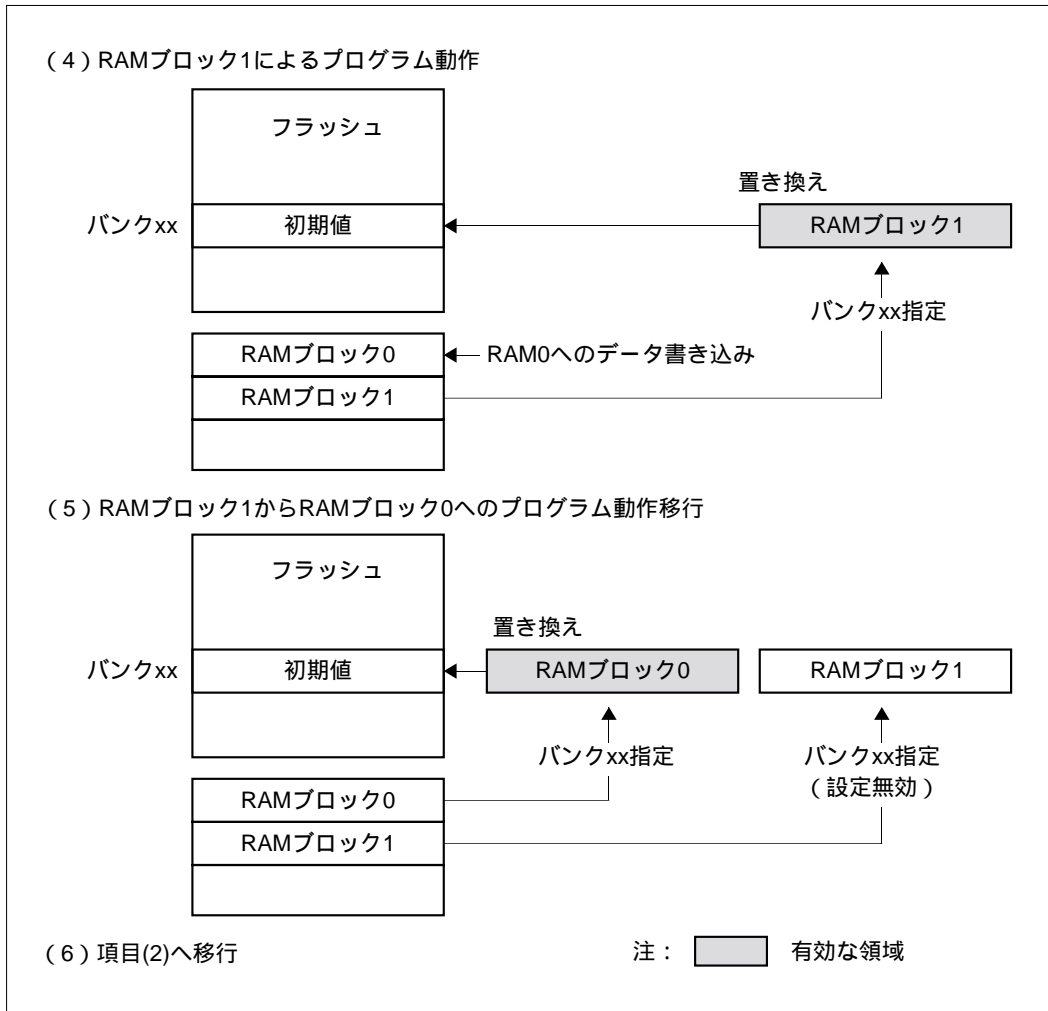 （4）RAMブロック1によるプログラム動作
フラッシュ
置き換え
バンクxx
初期値
RAMブロック1
バンクxx指定
RAMブロック0
RAM0へのデータ書き込み
RAMブロック1
（5）RAMブロック1からRAMブロック0へのプログラム動作移行
フラッシュ
置き換え
バンクxx
初期値
RAMブロック0
RAMブロック1
バンクxx指定
バンクxx指定
（設定無効）
RAMブロック0
RAMブロック1
（6）項目(2)へ移行
注：
有効な領域